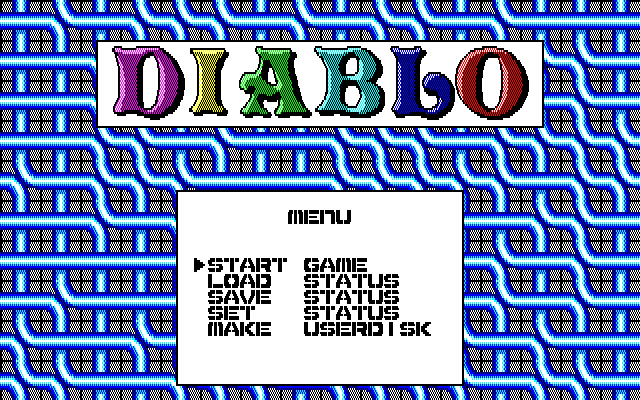 DIABLO
MENU
▶START GAME
LOAD STATUS
SAVE STATUS
SET STATUS
MAKE USERDISK